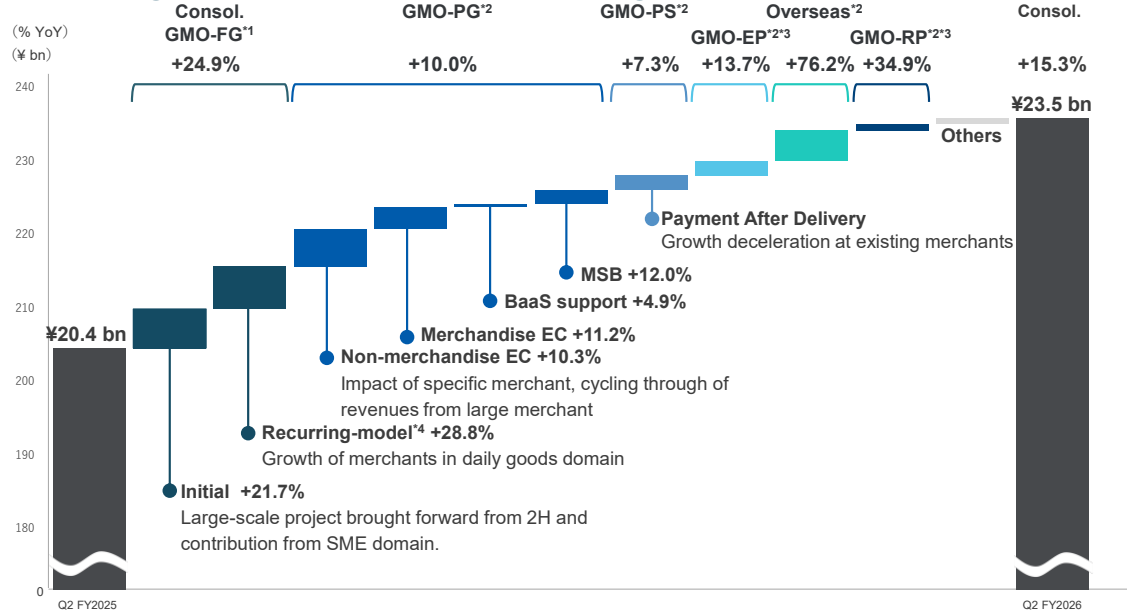 Consol.
GMO-FG*1
GMO-PG*2
GMO-PS*2
Overseas*2
Consol.
(% YoY)
(¥ bn)
GMO-EP*2*3
GMO-RP*2*3
+24.9%
+10.0%
+7.3%
+13.7%
+76.2%
+34.9%
+15.3%
240
¥23.5 bn
Others
230
Payment After Delivery
220
Growth deceleration at existing merchants
MSB +12.0%
BaaS support +4.9%
210
¥20.4 bn
Merchandise EC +11.2%
Non-merchandise EC +10.3%
200
Impact of specific merchant, cycling through of
revenues from large merchant
Recurring-model*4 +28.8%
190
Growth of merchants in daily goods domain
Initial +21.7%
180
Large-scale project brought forward from 2H and
contribution from SME domain.
0
Q2 FY2025
Q2 FY2026